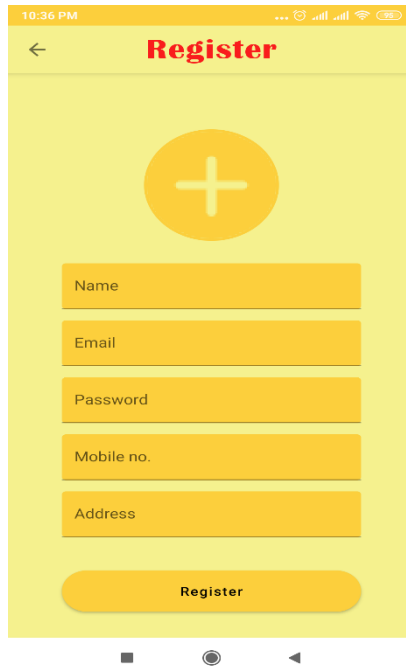 10:36 PM
Register
Name
Email
Password
Mobile no.
Address
Register